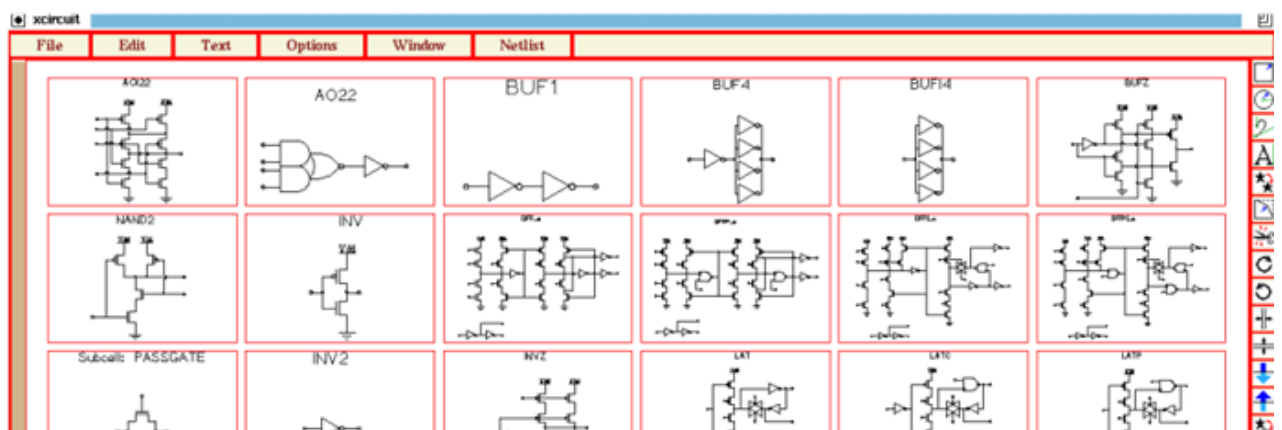 xcircuit
File Edit Text Options Window Netlist
AOI22 AO22 BUF1 BUF4 BUFI4 BUFZ
NAND2 INV
Subcell: PASSGATE INV2 INVZ LAT LATC LATP